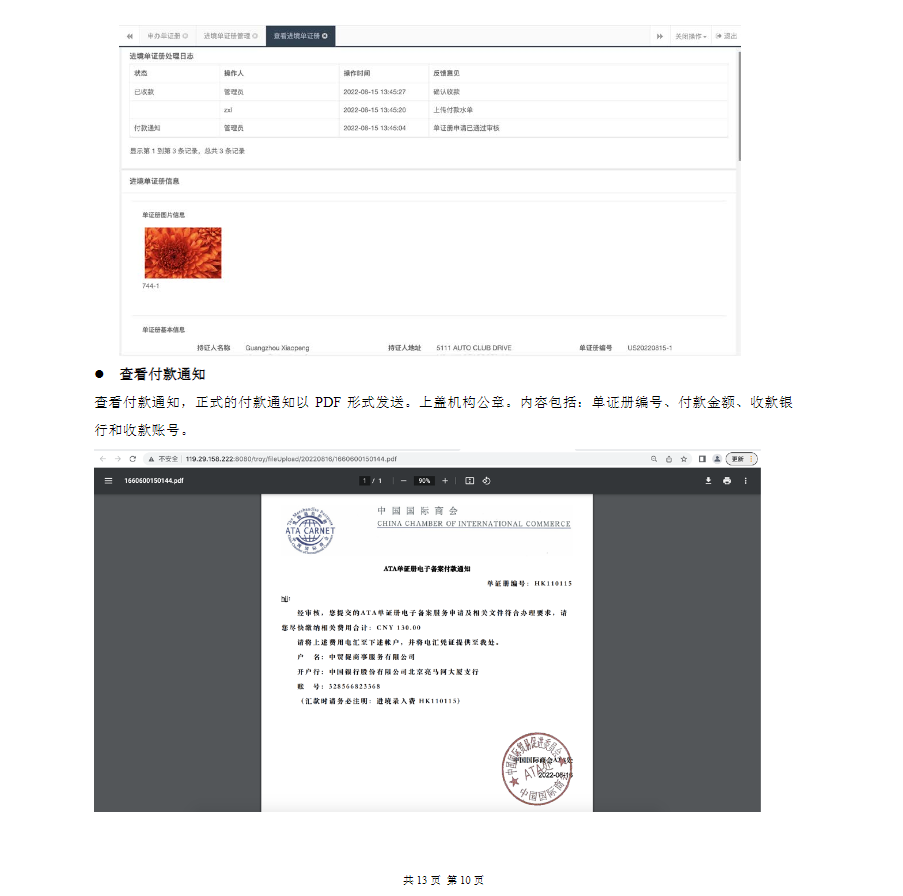 申办单证册 进境单证册管理 查看进境单证册 关闭操作 退出
进境单证册处理日志
状态 操作人 操作时间 反馈意见
已收款 管理员 2022-08-15 13:45:27 确认收款
zxl 2022-08-15 13:45:20 上传付款水单
付款通知 管理员 2022-08-15 13:45:04 单证册申请已通过审核
显示第 1 到第 3 条记录，总共 3 条记录
进境单证册信息
单证册图片信息
744-1
单证册基本信息
持证人名称 Guangzhou Xiaopeng 持证人地址 5111 AUTO CLUB DRIVE 单证册编号 US20220815-1
● 查看付款通知
查看付款通知，正式的付款通知以 PDF 形式发送。上盖机构公章。内容包括：单证册编号、付款金额、收款银
行和收款账号。
不安全 119.29.158.222:8080/troy/fileUpload/20220816/1660600150144.pdf 更新
1660600150144.pdf 1 / 1 − 90% +
ATA CARNET
中国国际商会
CHINA CHAMBER OF INTERNATIONAL COMMERCE
ATA单证册电子备案付款通知
单证册编号：HK110115
经审核，您提交的ATA单证册电子备案服务申请及相关文件符合办理要求，请
您尽快缴纳相关费用合计：CNY 130.00
请将上述费用电汇至下述帐户，并将电汇凭证提供至我处。
户 名：中贸促商事服务有限公司
开户行：中国银行股份有限公司北京亮马河大厦支行
账 号：328566823368
（汇款时请务必注明：进境录入费 HK110115）
中国国际商会ATA处
2022-08-16
中国国际商会
共 13 页 第 10 页